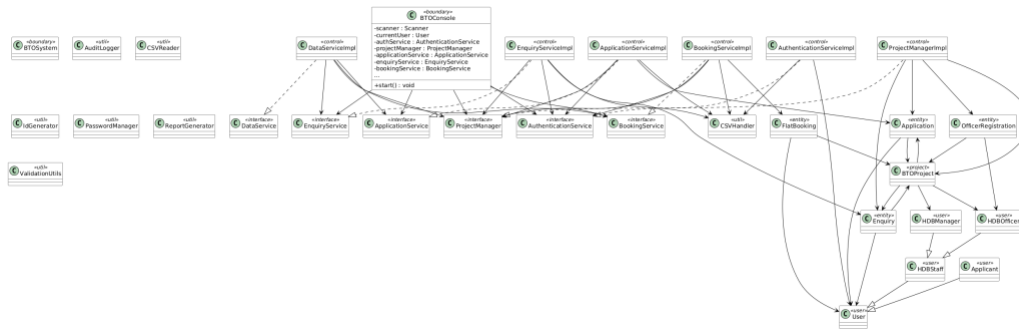 «boundary»
BTOConsole
-scanner : Scanner
-currentUser : User
-authService : AuthenticationService
-projectManager : ProjectManager
-applicationService : ApplicationService
-enquiryService : EnquiryService
-bookingService : BookingService
...
+start() : void
«boundary»
BTOSystem
«util»
AuditLogger
«util»
CSVReader
«control»
DataServiceImpl
«control»
EnquiryServiceImpl
«control»
ApplicationServiceImpl
«control»
BookingServiceImpl
«control»
AuthenticationServiceImpl
«control»
ProjectManagerImpl
«util»
IdGenerator
«util»
PasswordManager
«util»
ReportGenerator
«interface»
DataService
«interface»
EnquiryService
«interface»
ApplicationService
«interface»
ProjectManager
«interface»
AuthenticationService
«interface»
BookingService
«util»
CSVHandler
«entity»
FlatBooking
«entity»
Application
«entity»
OfficerRegistration
«util»
ValidationUtils
«project»
BTOProject
«entity»
Enquiry
«user»
HDBManager
«user»
HDBOfficer
«user»
HDBStaff
«user»
Applicant
«user»
User